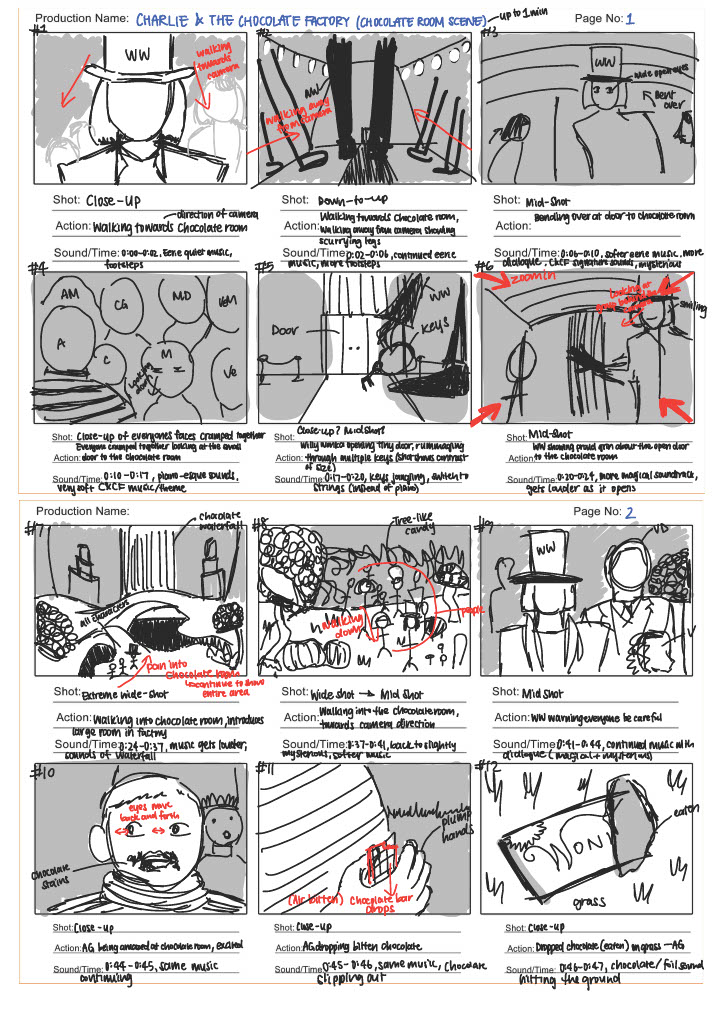 Production Name: CHARLIE & THE CHOCOLATE FACTORY (CHOCOLATE ROOM SCENE) → up to 1 min
Page No: 1
#1
WW
walking towards camera
Shot: Close-up
direction of camera
Action: Walking towards Chocolate room
Sound/Time: 0:00-0:02, Eerie quiet music,
footsteps
#2
WW
walking away from camera
Shot: Down-to-up
Action: Walking towards Chocolate room,
walking away from camera, showing
scurrying legs
Sound/Time: 0:02-0:06, continued eerie
music, more footsteps
#3
WW
wide open eyes
Bent over
Shot: Mid-Shot
Action: Bending over at door to chocolate room
Sound/Time: 0:06-0:10, softer eerie music, more
dialogue, CATCF signature sounds, mysterious
#4
AM
CG
MD
A
C
M
Ve
Looking down
Shot: Close-up of everyones faces cramped together
Action: Everyone cramped together looking at the small
door to the chocolate room
Sound/Time: 0:10-0:17, piano-esque sounds,
very soft CATCF music/theme
#5
Door
WW
Keys
Shot: Close-up? Midshot?
Action: Willy Wonka opening tiny door, rummaging
through multiple keys (shot shows contrast
of size)
Sound/Time: 0:17-0:20, keys jangling, switch to
strings (instead of piano)
#6
zoom in
smiling
Shot: Mid-Shot
Action: WW showing proud grin above the open door
to the chocolate room
Sound/Time: 0:20-0:24, more magical soundtrack,
gets louder as it opens
Production Name:
Page No: 2
#7
Chocolate waterfall
all characters
pan into
Chocolate room
continue to show
entire area
Shot: Extreme wide-shot
Action: Walking into chocolate room, introduces
large room in factory
Sound/Time: 0:24-0:37, music gets louder,
sounds of waterfall
#8
Tree-like candy
people
walking down
Shot: Wide shot → Mid shot
Action: Walking into the chocolate room,
towards camera direction
Sound/Time: 0:37-0:41, back to slightly
mysterious, softer music
#9
WW
VD
V
Shot: Mid Shot
Action: WW warning everyone be careful
Sound/Time: 0:41-0:44, continued music with
dialogue (magical + mysterious)
#10
eyes move
back and forth
Chocolate stains
Shot: Close-up
Action: AG being amazed at chocolate room, excited
Sound/Time: 0:44-0:45, same music
continuing
#11
plump hands
(Air bitten) Chocolate bar
drops
Shot: Close-up
Action: AG dropping bitten chocolate
Sound/Time: 0:45-0:46, same music, Chocolate
slipping out
#12
WON
eaten
grass
Shot: Close-up
Action: Dropped chocolate (eaten) on grass - AG
Sound/Time: 0:46-0:47, chocolate/foil sound
hitting the ground